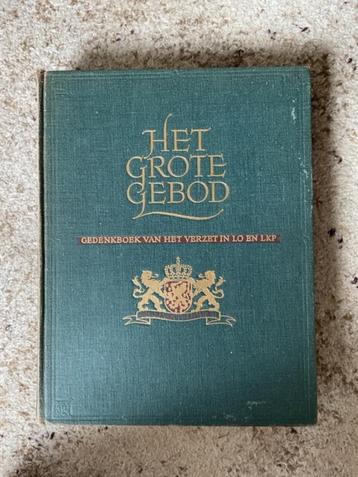 HET
GROTE
GEBOD
GEDENKBOEK VAN HET VERZET IN LO EN LKP